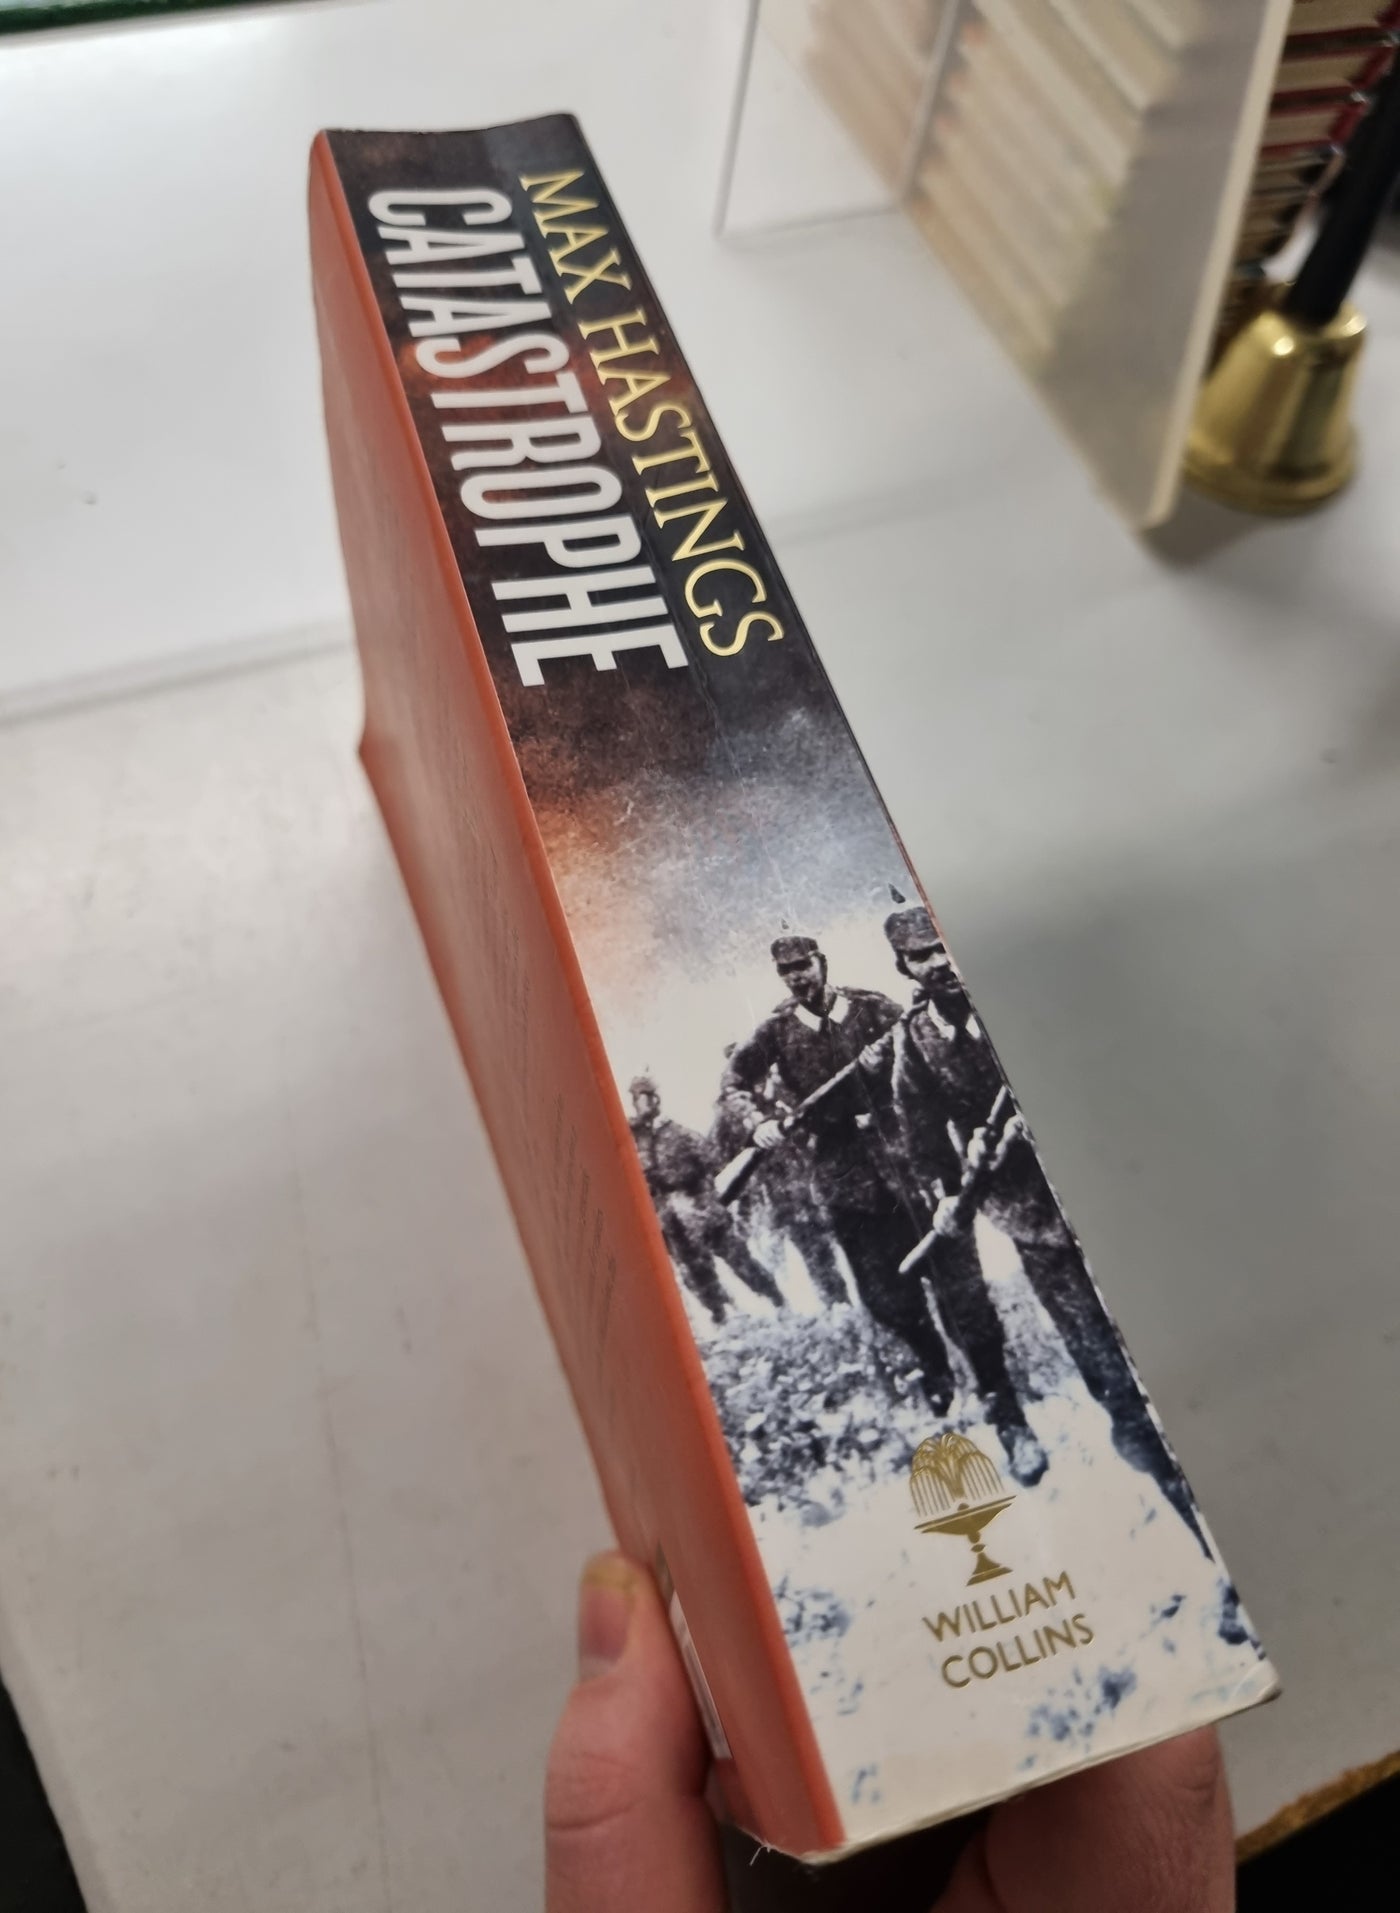 MAX HASTINGS
CATASTROPHE
WILLIAM
COLLINS